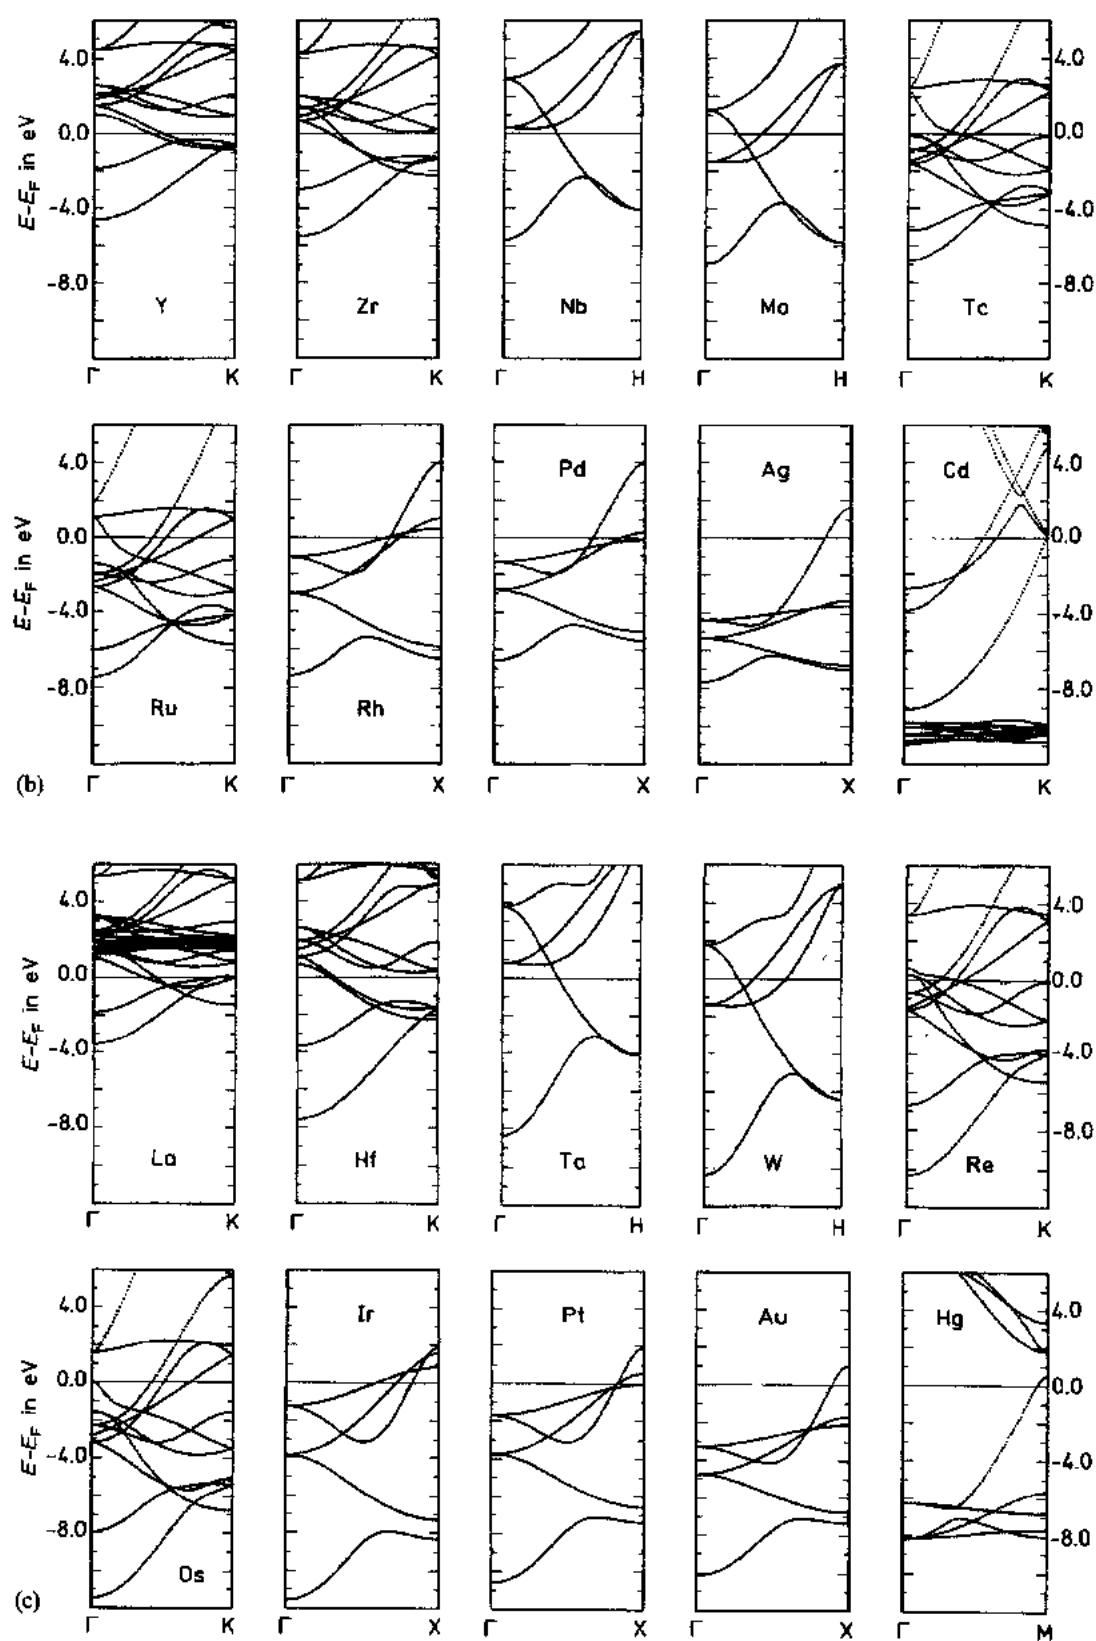 4.0 4.0
0.0 0.0
-4.0 -4.0
-8.0 -8.0
E-E_F in eV
Y Zr Nb Mo Tc
Γ K Γ K Γ H Γ H Γ K
4.0 Pd Ag Cd 4.0
0.0 0.0
-4.0 -4.0
-8.0 -8.0
E-E_F in eV
Ru Rh
(b) Γ K Γ X Γ X Γ X Γ K
4.0 4.0
0.0 0.0
-4.0 -4.0
-8.0 -8.0
E-E_F in eV
La Hf Ta W Re
Γ K Γ K Γ H Γ H Γ K
4.0 Ir Pt Au Hg 4.0
0.0 0.0
-4.0 -4.0
-8.0 -8.0
E-E_F in eV
Os
(c) Γ K Γ X Γ X Γ X Γ M